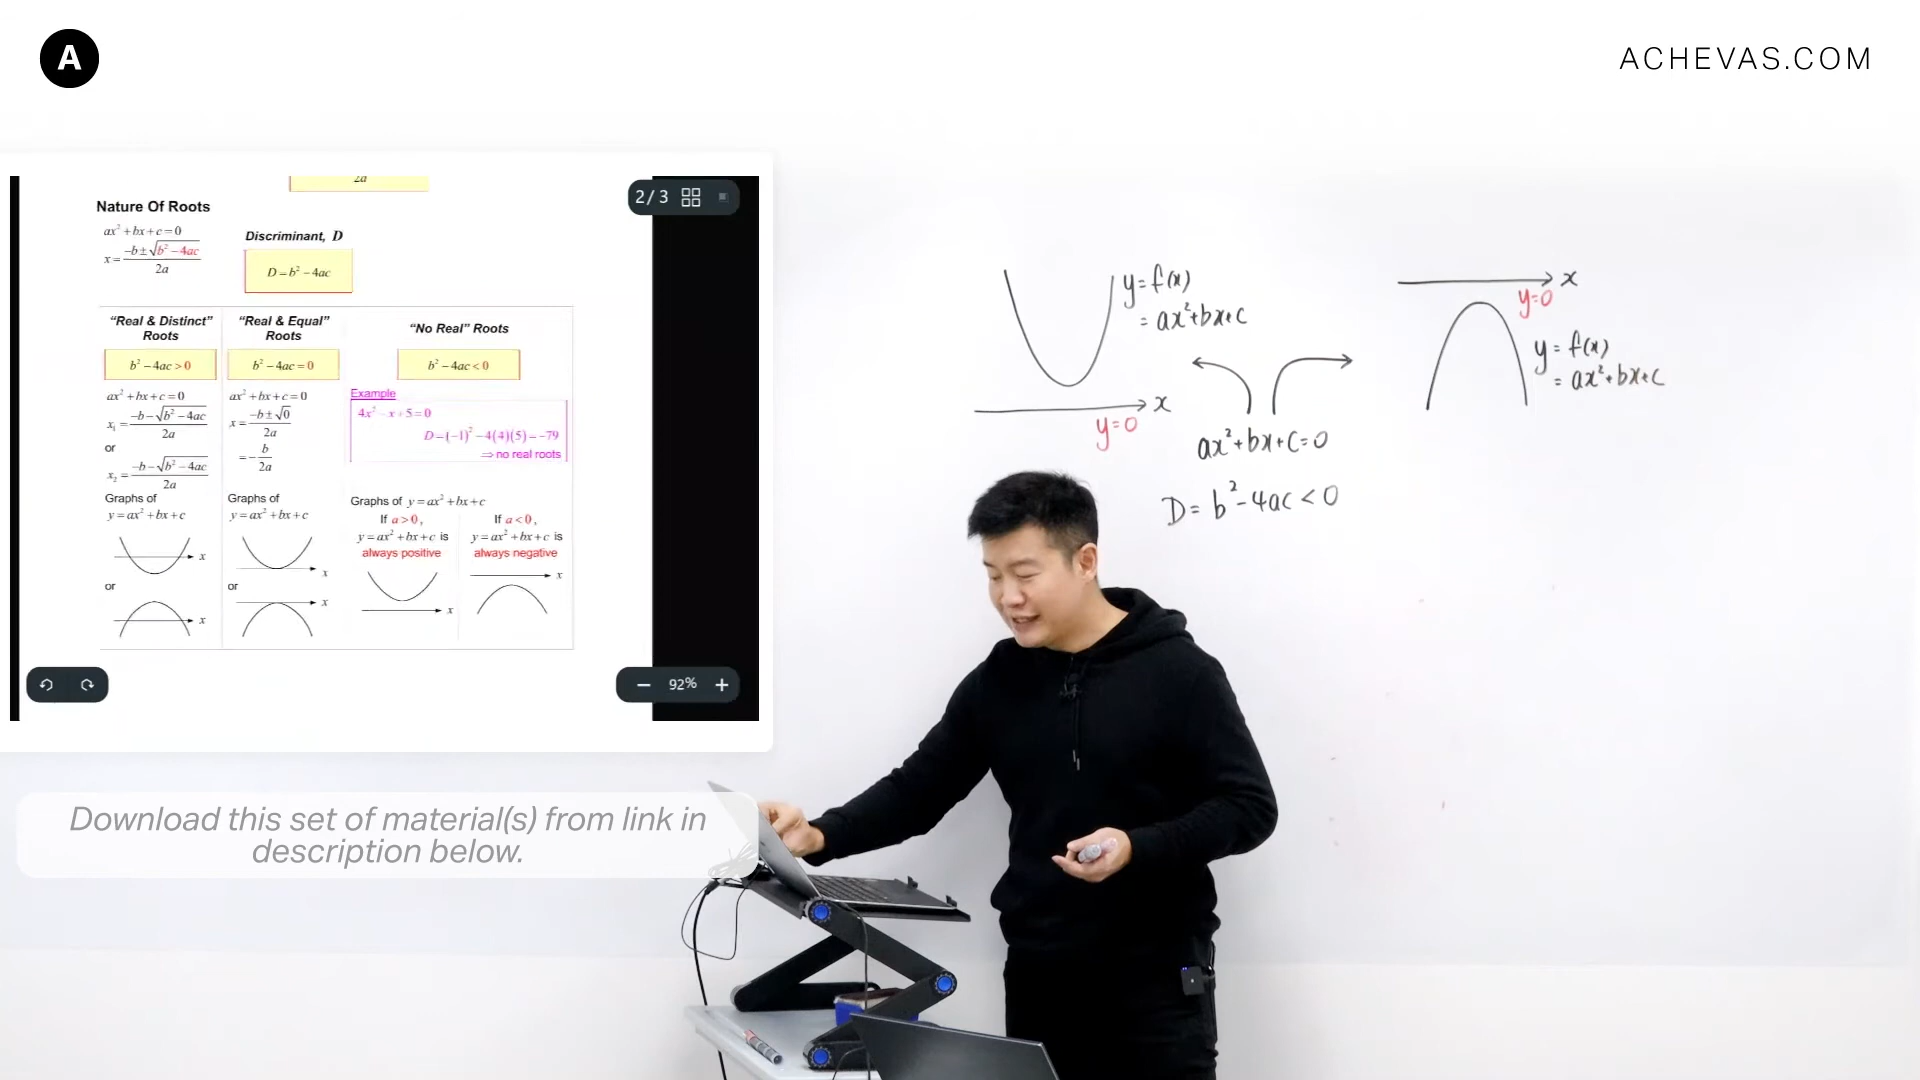 A
ACHEVAS.COM
2a
2/3
Nature Of Roots
ax² + bx + c = 0
x = (-b ± √(b² - 4ac))/2a
Discriminant, D
D = b² - 4ac
"Real & Distinct" Roots
b² - 4ac > 0
ax² + bx + c = 0
x₁ = (-b - √(b² - 4ac))/2a
or
x₂ = (-b - √(b² - 4ac))/2a
Graphs of
y = ax² + bx + c
x
or
x
"Real & Equal" Roots
b² - 4ac = 0
ax² + bx + c = 0
x = (-b ± √0)/2a
= -b/2a
Graphs of
y = ax² + bx + c
x
or
x
"No Real" Roots
b² - 4ac < 0
Example
4x² - x + 5 = 0
D = (-1)² - 4(4)(5) = -79
⇒ no real roots
Graphs of y = ax² + bx + c
If a > 0,
y = ax² + bx + c is
always positive
x
If a < 0,
y = ax² + bx + c is
always negative
x
92%
Download this set of material(s) from link in
description below.
y = f(x)
= ax² + bx + c
x
y = 0
ax² + bx + c = 0
D = b² - 4ac < 0
x
y = 0
y = f(x)
= ax² + bx + c